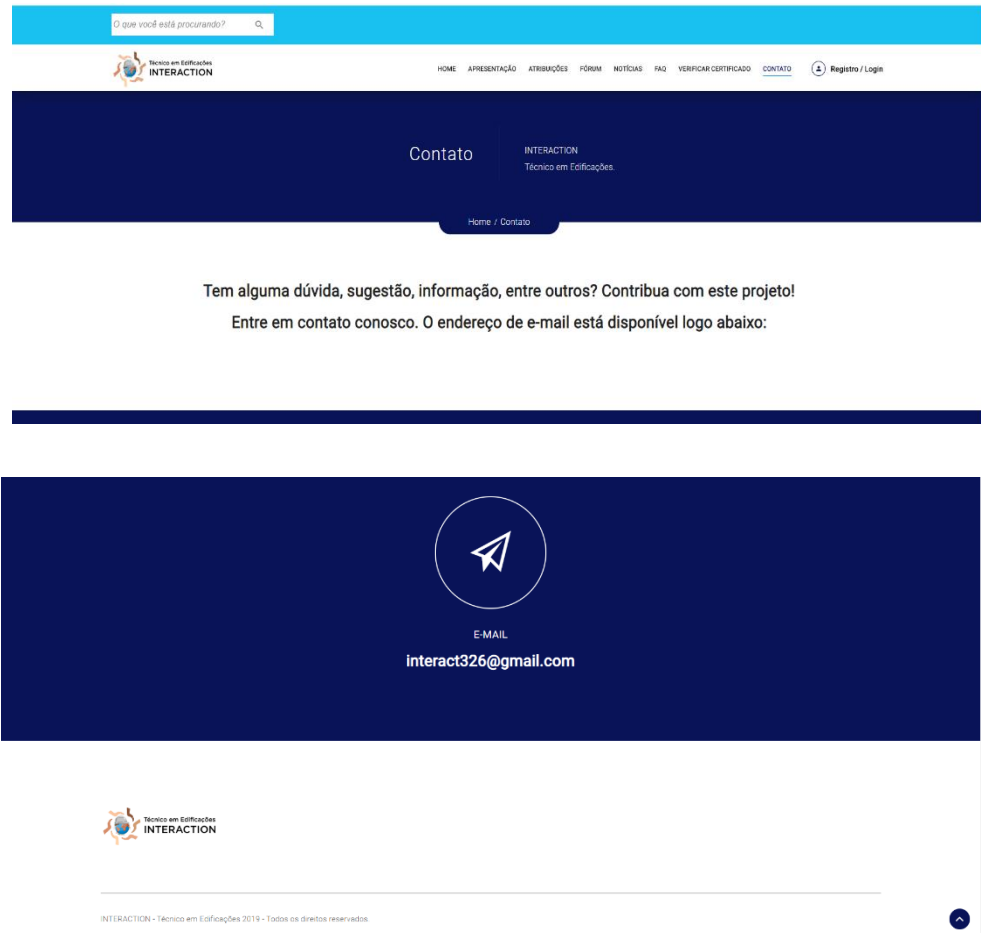 O que você está procurando?
Técnico em Edificações
INTERACTION
HOME APRESENTAÇÃO ATRIBUIÇÕES FÓRUM NOTÍCIAS FAQ VERIFICAR CERTIFICADO CONTATO Registro / Login
Contato
INTERACTION
Técnico em Edificações.
Home / Contato
Tem alguma dúvida, sugestão, informação, entre outros? Contribua com este projeto!
Entre em contato conosco. O endereço de e-mail está disponível logo abaixo:
E-MAIL
interact326@gmail.com
Técnico em Edificações
INTERACTION
INTERACTION - Técnico em Edificações 2019 - Todos os direitos reservados.